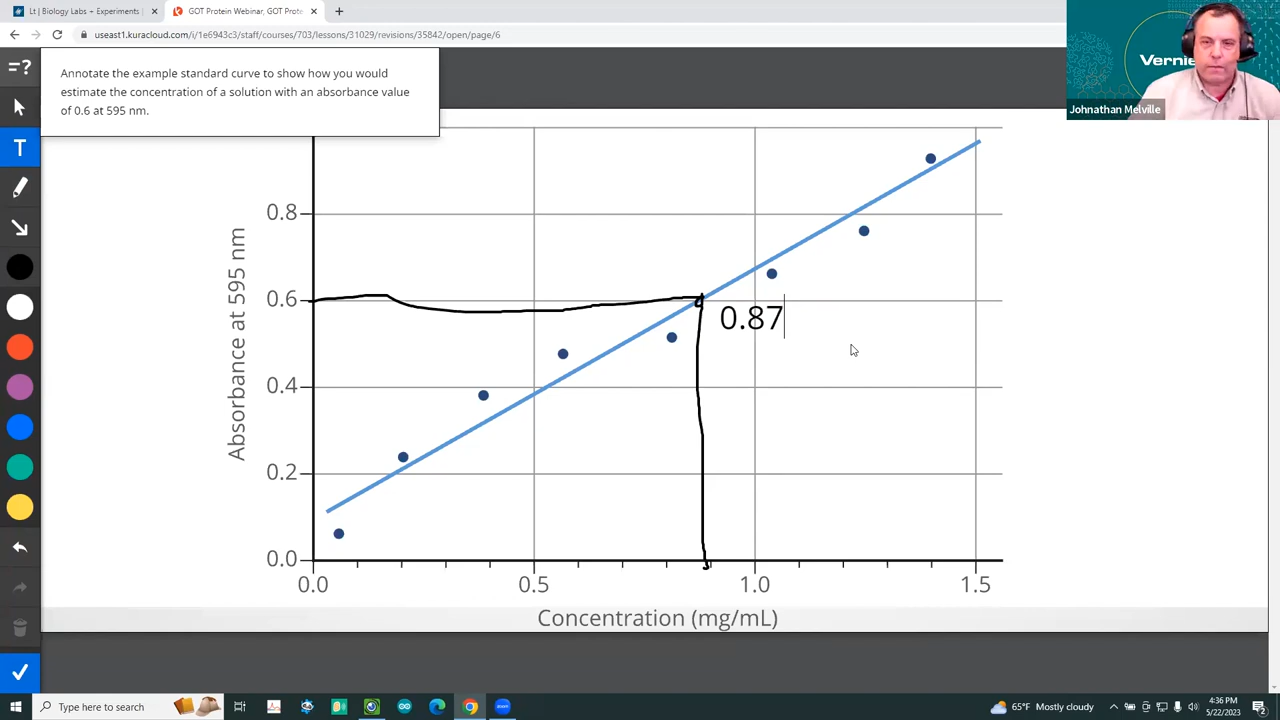 Lt | Biology Labs + Experiments |
GOT Protein Webinar, GOT Prote
useast1.kuracloud.com/i/1e6943c3/staff/courses/703/lessons/31029/revisions/35842/open/page/6
Vernie
Johnathan Melville
=?
Annotate the example standard curve to show how you would
estimate the concentration of a solution with an absorbance value
of 0.6 at 595 nm.
T
Absorbance at 595 nm
0.8
0.6
0.87
0.4
0.2
0.0
0.0 0.5 1.0 1.5
Concentration (mg/mL)
Type here to search
65°F Mostly cloudy
4:36 PM
5/22/2023